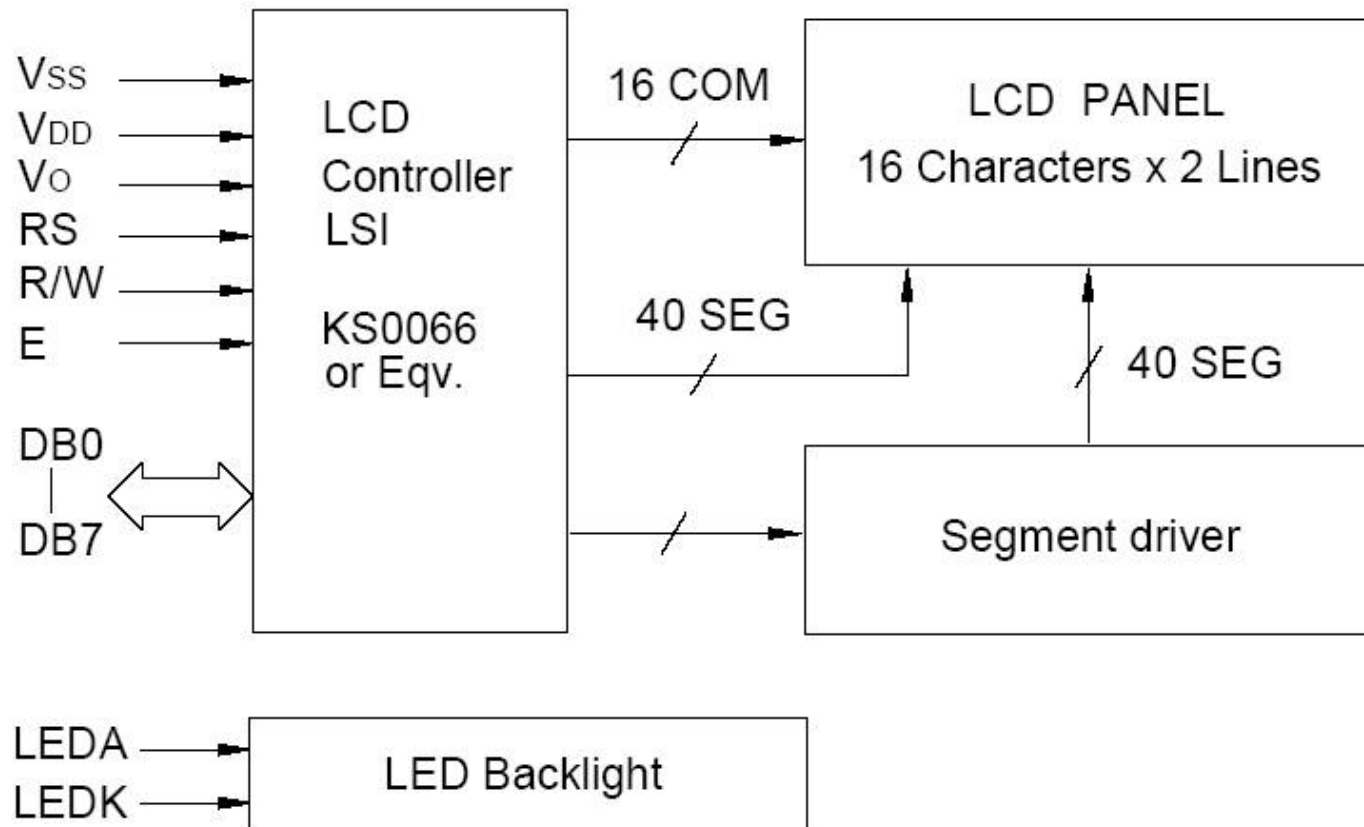 VSS
VDD
VO
RS
R/W
E
DB0
DB7
LCD
Controller
LSI
KS0066
or Eqv.
16 COM
40 SEG
LCD PANEL
16 Characters x 2 Lines
40 SEG
Segment driver
LEDA
LEDK
LED Backlight